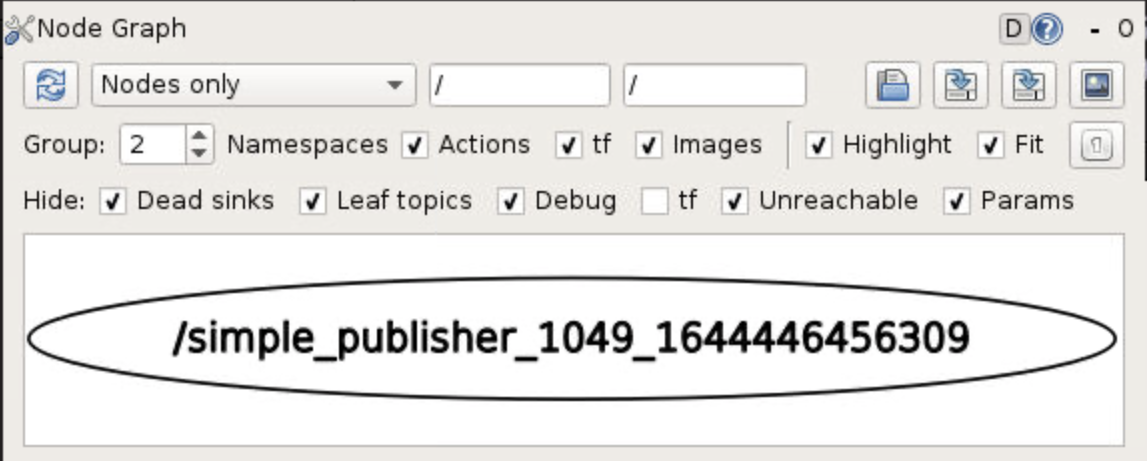 Node Graph D ? - O
Nodes only / /
Group: 2 Namespaces Actions tf Images Highlight Fit
Hide: Dead sinks Leaf topics Debug tf Unreachable Params
/simple_publisher_1049_1644446456309